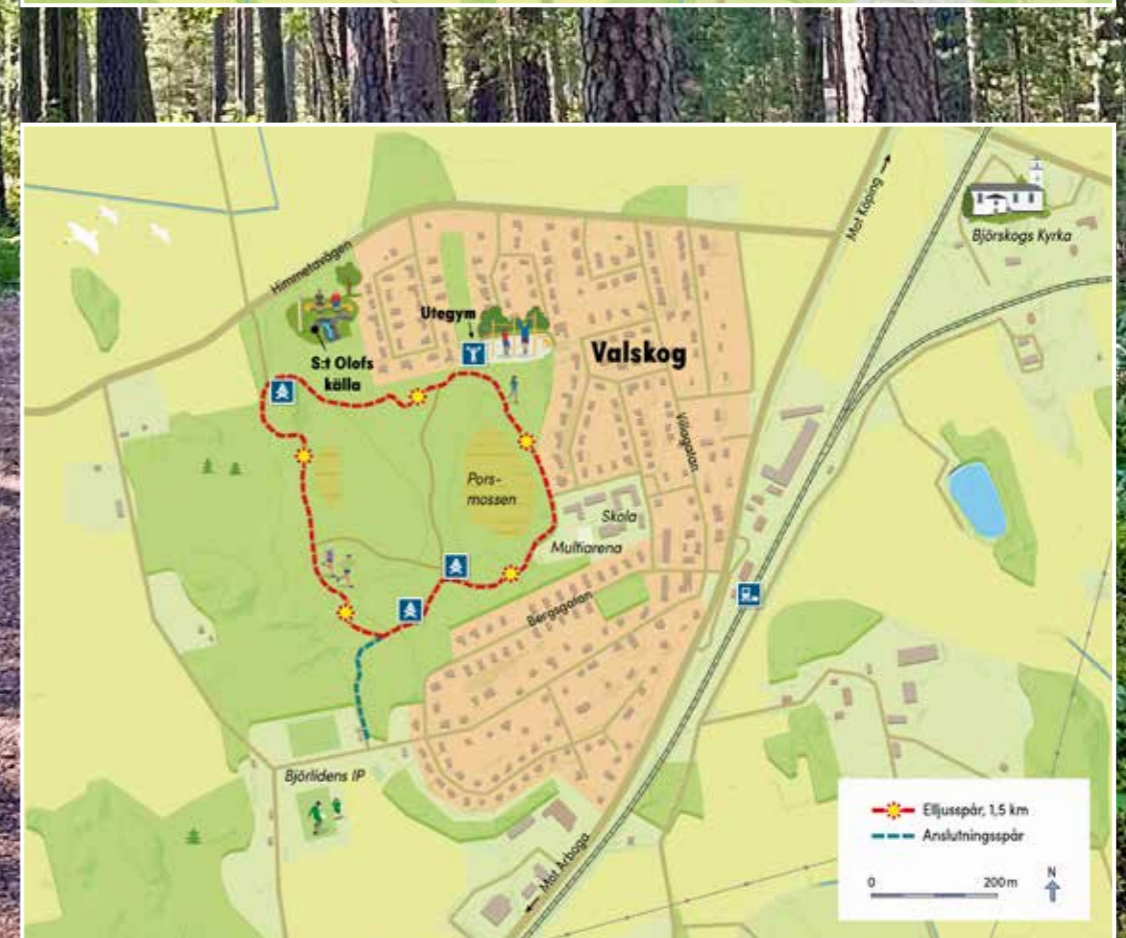 Mot Köping
Björskogs Kyrka
Himmetavägen
Utegym
S:t Olofs
källa
Valskog
Villagatan
Pors-
mossen
Skola
Multiarena
Bergsgatan
Björlidens IP
Mot Arboga
Elljusspår, 1,5 km
Anslutningsspår
0
200 m
N